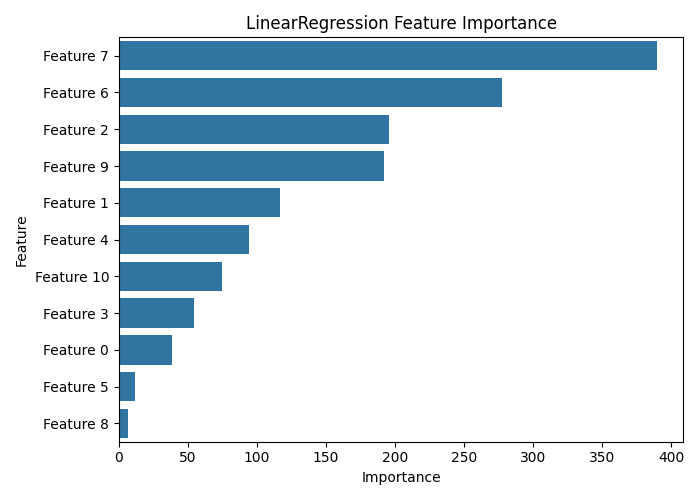 LinearRegression Feature Importance
Feature 7
Feature 6
Feature 2
Feature 9
Feature 1
Feature 4
Feature 10
Feature 3
Feature 0
Feature 5
Feature 8
Feature
0 50 100 150 200 250 300 350 400
Importance